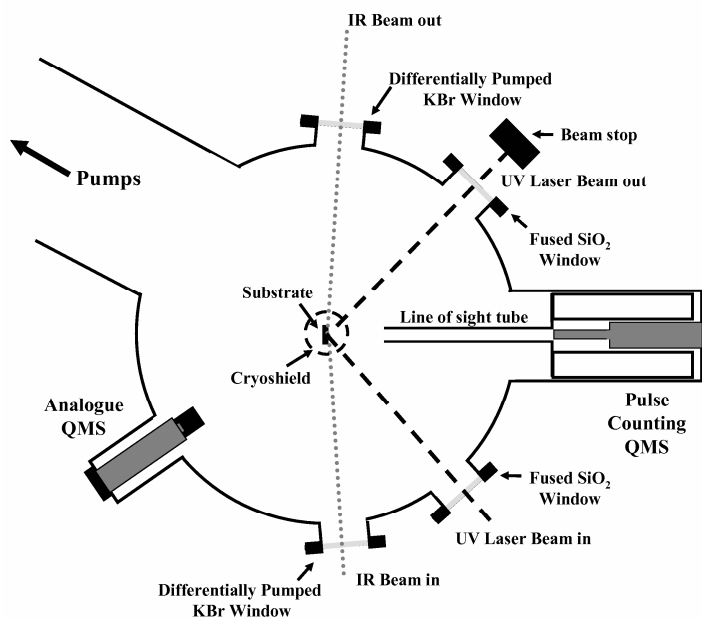 IR Beam out
Differentially Pumped
KBr Window
Beam stop
Pumps
UV Laser Beam out
Fused SiO₂
Window
Substrate
Line of sight tube
Cryoshield
Analogue
QMS
Pulse
Counting
QMS
Fused SiO₂
Window
UV Laser Beam in
IR Beam in
Differentially Pumped
KBr Window